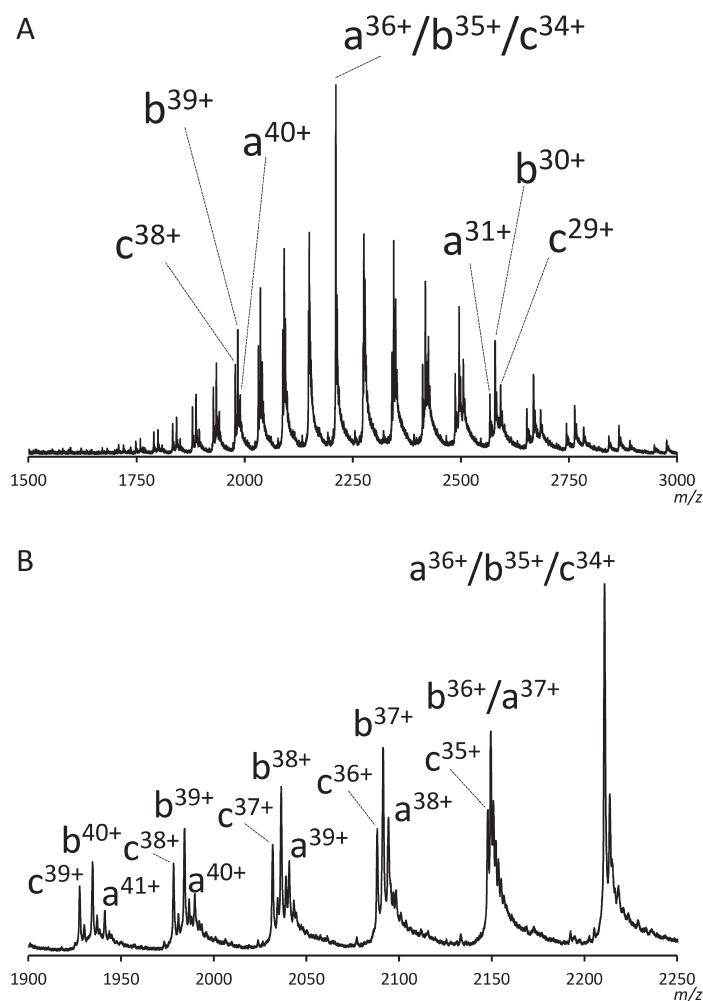 A
a36+/b35+/c34+
b39+
a40+
b30+
c38+
a31+
c29+
1500 1750 2000 2250 2500 2750 3000
m/z
B
a36+/b35+/c34+
b36+/a37+
b37+
b38+
c35+
c36+
b39+
c37+
a38+
b40+
c38+
a39+
c39+
a41+
a40+
1900 1950 2000 2050 2100 2150 2200 2250
m/z